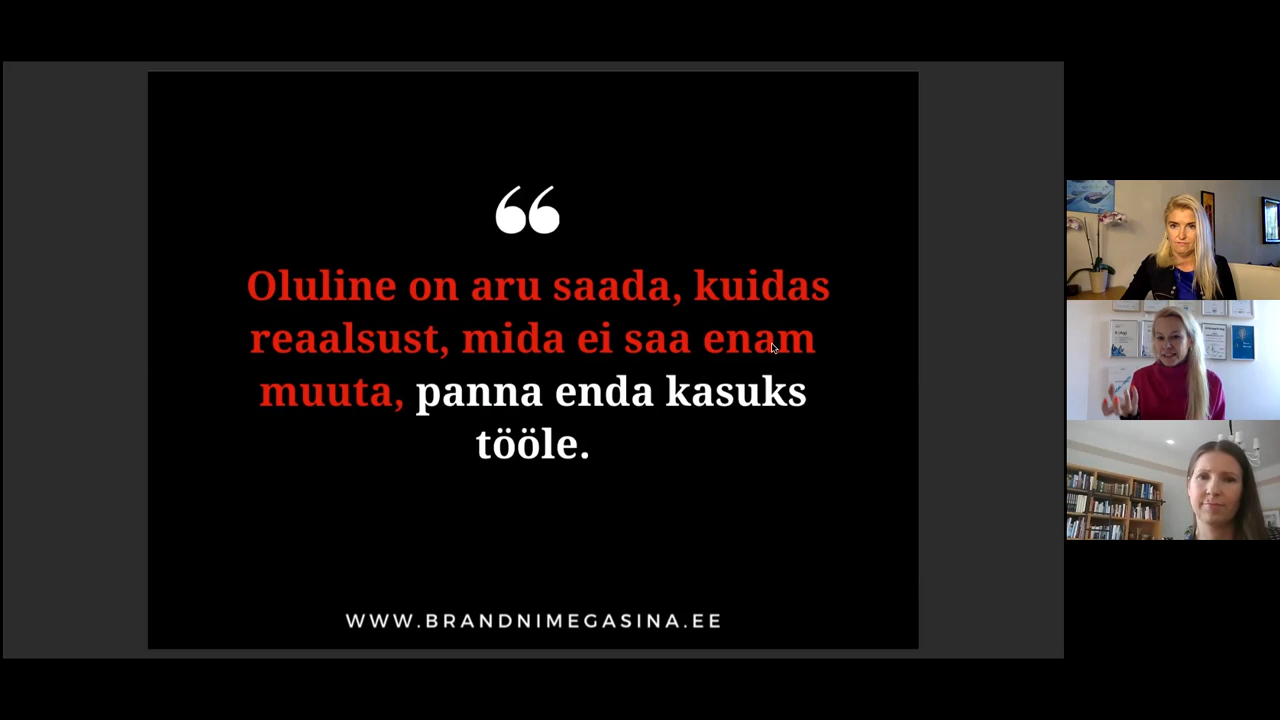 Oluline on aru saada, kuidas
reaalsust, mida ei saa enam
muuta, panna enda kasuks
tööle.
WWW.BRANDNIMEGASINA.EE